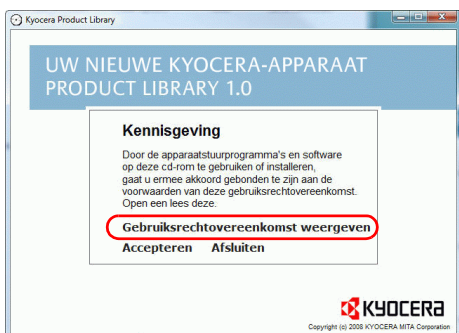 Kyocera Product Library
UW NIEUWE KYOCERA-APPARAAT
PRODUCT LIBRARY 1.0
Kennisgeving
Door de apparaatstuurprogramma's en software
op deze cd-rom te gebruiken of installeren,
gaat u ermee akkoord gebonden te zijn aan de
voorwaarden van deze gebruiksrechtovereenkomst.
Open een lees deze.
Gebruiksrechtovereenkomst weergeven
Accepteren Afsluiten
KYOCERA
Copyright (c) 2008 KYOCERA MITA Corporation